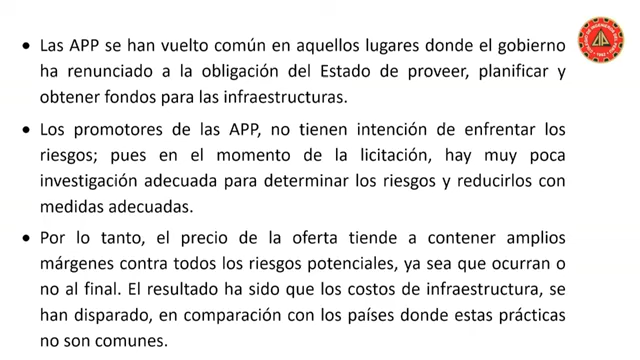 • Las APP se han vuelto común en aquellos lugares donde el gobierno
ha renunciado a la obligación del Estado de proveer, planificar y
obtener fondos para las infraestructuras.
• Los promotores de las APP, no tienen intención de enfrentar los
riesgos; pues en el momento de la licitación, hay muy poca
investigación adecuada para determinar los riesgos y reducirlos con
medidas adecuadas.
• Por lo tanto, el precio de la oferta tiende a contener amplios
márgenes contra todos los riesgos potenciales, ya sea que ocurran o
no al final. El resultado ha sido que los costos de infraestructura, se
han disparado, en comparación con los países donde estas prácticas
no son comunes.